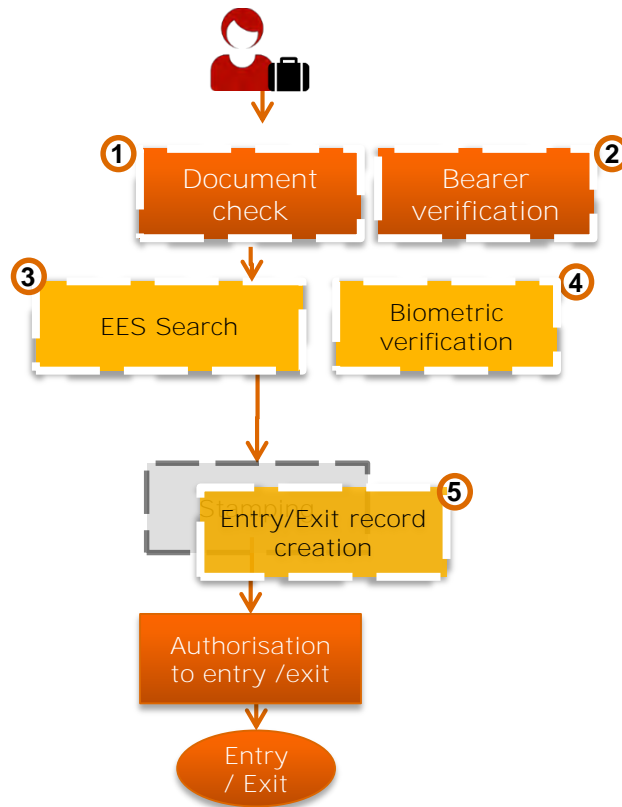 1
Document
check
2
Bearer
verification
3
EES Search
4
Biometric
verification
Stamping
5
Entry/Exit record
creation
Authorisation
to entry /exit
Entry
/ Exit